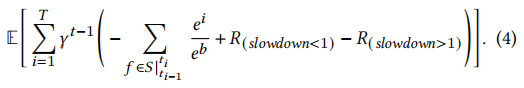 𝔼[∑_{i=1}^{T} γ^{t−1}(− ∑_{f∈S|_{t_{i−1}}^{t_i}} e^i/e^b + R_{(slowdown<1)} − R_{(slowdown>1)})]. (4)